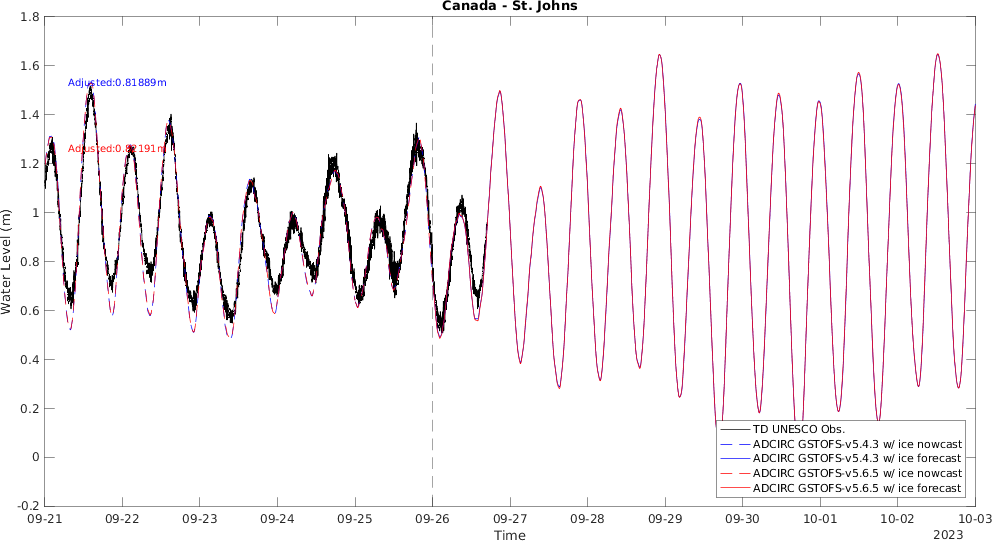 Canada - St. Johns
1.8
1.6
1.4
1.2
1
0.8
0.6
0.4
0.2
0
-0.2
Water Level (m)
Adjusted:0.81889m
Adjusted:0.82191m
TD UNESCO Obs.
ADCIRC GSTOFS-v5.4.3 w/ ice nowcast
ADCIRC GSTOFS-v5.4.3 w/ ice forecast
ADCIRC GSTOFS-v5.6.5 w/ ice nowcast
ADCIRC GSTOFS-v5.6.5 w/ ice forecast
09-21 09-22 09-23 09-24 09-25 09-26 09-27 09-28 09-29 09-30 10-01 10-02 10-03
Time
2023